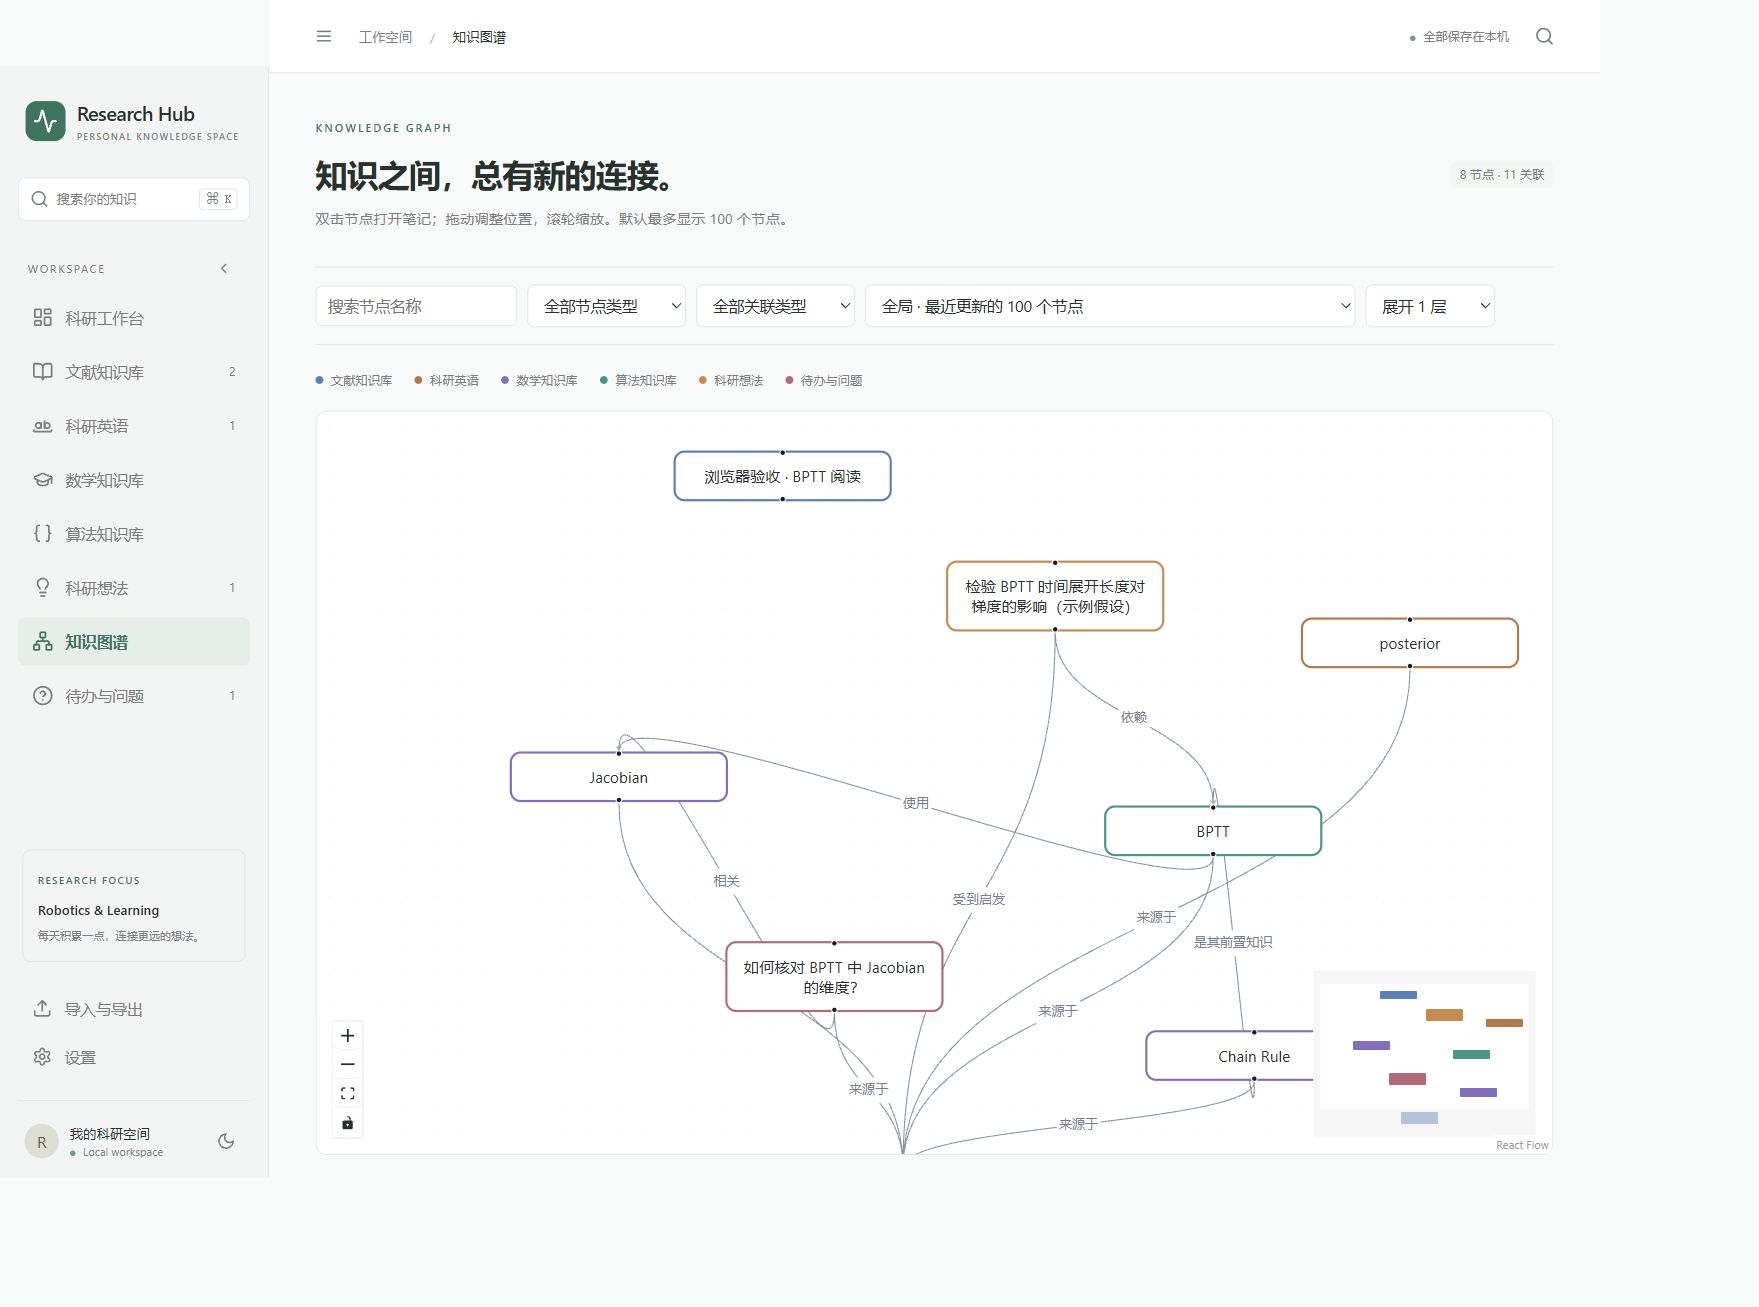 工作空间 / 知识图谱
全部保存在本机
Research Hub
PERSONAL KNOWLEDGE SPACE
搜索你的知识
⌘ K
WORKSPACE
科研工作台
文献知识库 2
科研英语 1
数学知识库
算法知识库
科研想法 1
知识图谱
待办与问题 1
RESEARCH FOCUS
Robotics & Learning
每天积累一点，连接更远的想法。
导入与导出
设置
R
我的科研空间
Local workspace
KNOWLEDGE GRAPH
知识之间，总有新的连接。
8 节点 · 11 关联
双击节点打开笔记；拖动调整位置，滚轮缩放。默认最多显示 100 个节点。
搜索节点名称
全部节点类型
全部关联类型
全局 · 最近更新的 100 个节点
展开 1 层
文献知识库
科研英语
数学知识库
算法知识库
科研想法
待办与问题
浏览器验收 · BPTT 阅读
检验 BPTT 时间展开长度对
梯度的影响（示例假设）
posterior
依赖
Jacobian
使用
BPTT
相关
受到启发
来源于
是其前置知识
如何核对 BPTT 中 Jacobian
的维度？
来源于
Chain Rule
来源于
来源于
React Flow